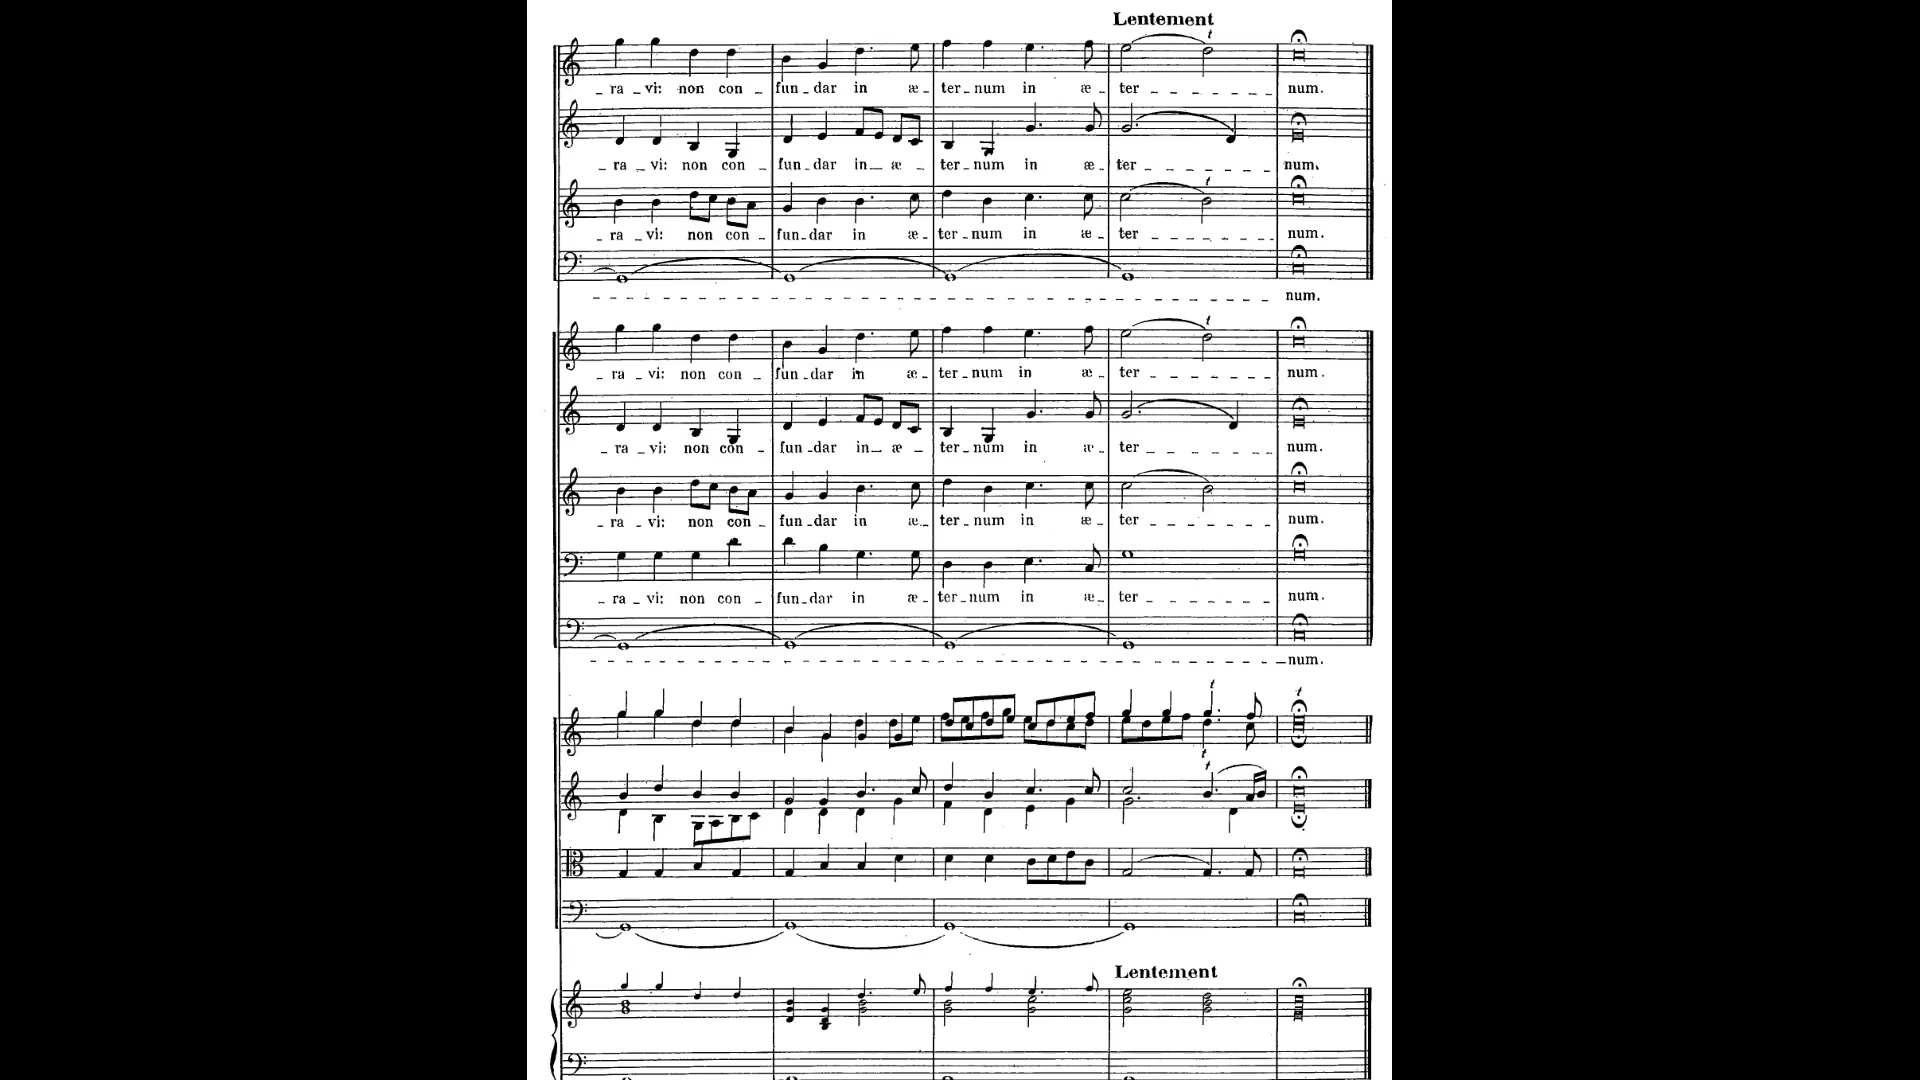 Lentement
t
_ ra _ vi: non con _ fun _ dar in æ _ ter _ num in æ _ ter _ _ _ _ _ _ _ num.
_ ra _ vi: non con _ fun _ dar in _ æ _ ter _ num in æ _ ter _ _ _ _ _ _ _ num.
t
_ ra _ vi: non con _ fun _ dar in æ _ ter _ num in æ _ ter _ _ _ _ _ _ _ num.
_ _ _ _ _ _ _ _ _ _ _ _ _ _ _ _ num.
t
_ ra _ vi: non con _ fun _ dar in æ _ ter _ num in æ _ ter _ _ _ _ _ _ _ num.
_ ra _ vi: non con _ fun _ dar in _ æ _ ter _ num in æ _ ter _ _ _ _ _ _ _ num.
_ ra _ vi: non con _ fun _ dar in æ _ ter _ num in æ _ ter _ _ _ _ _ _ _ num.
_ ra _ vi: non con _ fun _ dar in æ _ ter _ num in æ _ ter _ _ _ _ _ _ _ num.
_ _ _ _ _ _ _ _ _ _ _ _ _ _ _ _ num.
t t
t
t
Lentement
8